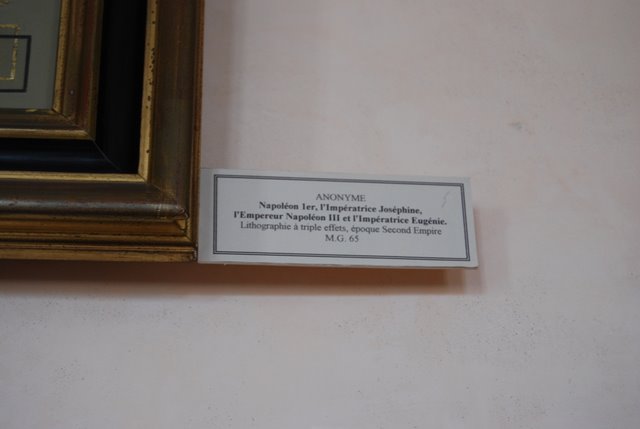 ANONYME
Napoléon 1er, l'Impératrice Joséphine,
l'Empereur Napoléon III et l'Impératrice Eugénie.
Lithographie à triple effets, époque Second Empire
M.G. 65